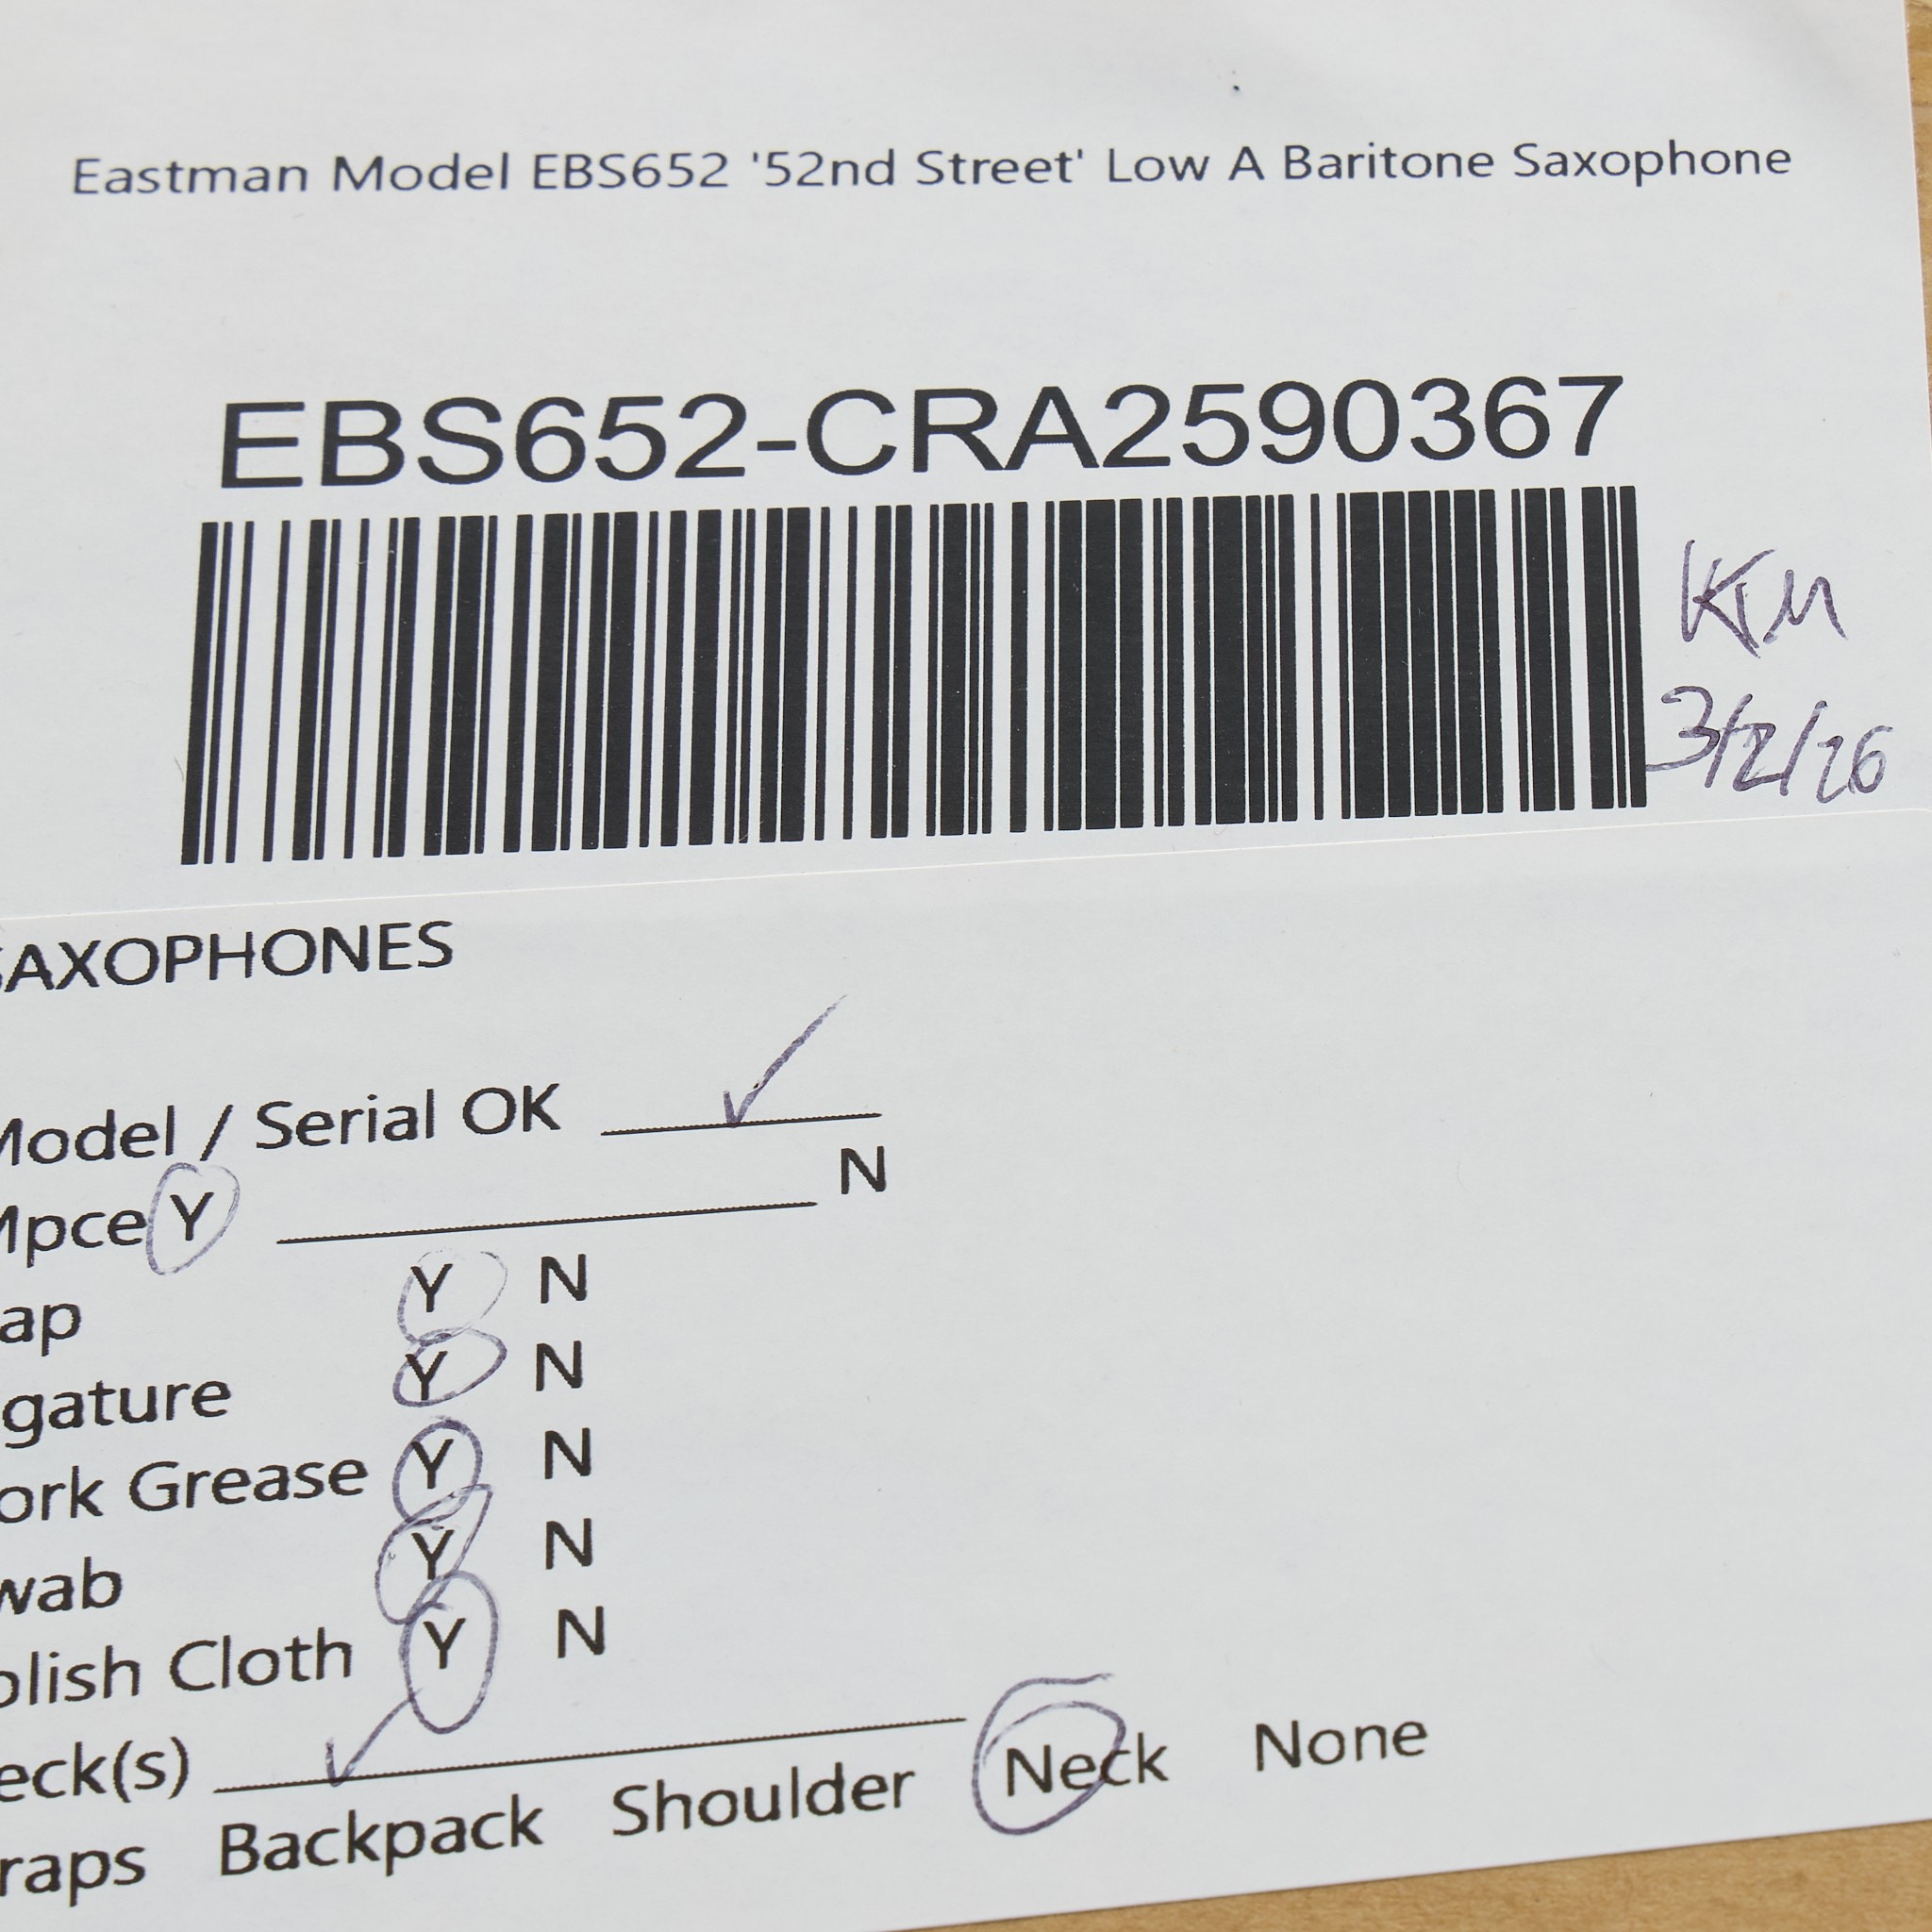 Eastman Model EBS652 '52nd Street' Low A Baritone Saxophone
EBS652-CRA2590367
KM
3/2/26
SAXOPHONES
Model / Serial OK ✓
Mpce Y N
ap Y N
gature Y N
ork Grease Y N
wab Y N
olish Cloth Y N
eck(s) ✓
raps Backpack Shoulder Neck None